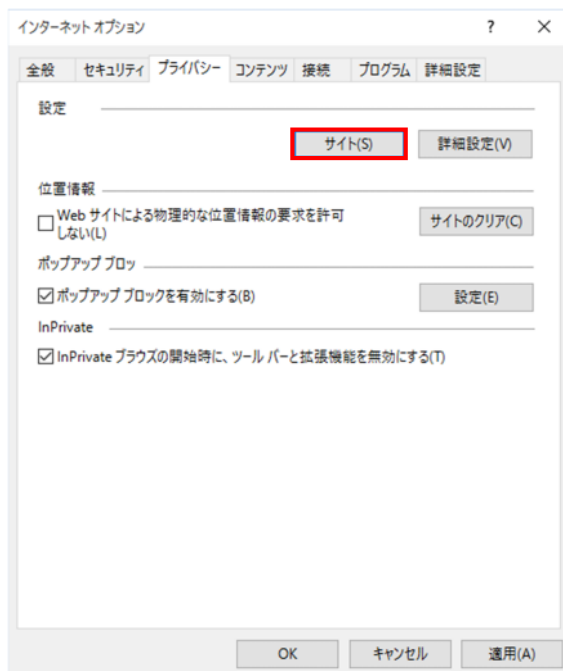 インターネット オプション ? ×
全般 セキュリティ プライバシー コンテンツ 接続 プログラム 詳細設定
設定
サイト(S) 詳細設定(V)
位置情報
Web サイトによる物理的な位置情報の要求を許可
しない(L)
サイトのクリア(C)
ポップアップ ブロッ
ポップアップ ブロックを有効にする(B) 設定(E)
InPrivate
InPrivate ブラウズの開始時に、ツール バーと拡張機能を無効にする(T)
OK キャンセル 適用(A)